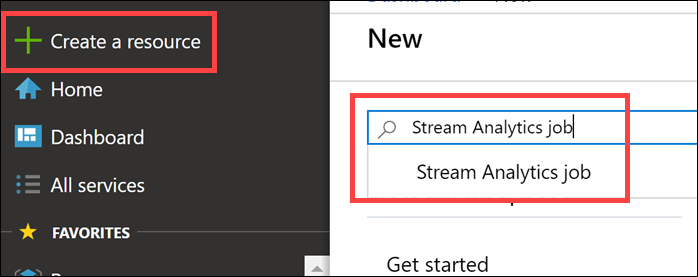 Create a resource
Home
Dashboard
All services
FAVORITES
New
Stream Analytics job
Stream Analytics job
Get started